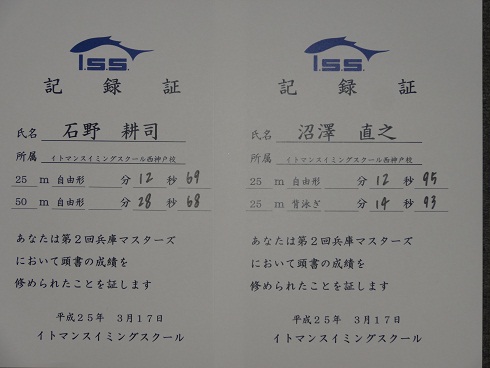 I.S.S.
記 録 証
氏名 石野 耕司
所属 イトマンスイミングスクール西神戸校
25 m 自由形 分 12 秒 69
50 m 自由形 分 28 秒 68
あなたは第２回兵庫マスターズ
において頭書の成績を
修められたことを証します
平成２５年 ３月１７日
イトマンスイミングスクール
I.S.S.
記 録 証
氏名 沼澤 直之
所属 イトマンスイミングスクール西神戸校
25 m 自由形 分 12 秒 95
25 m 背泳ぎ 分 14 秒 93
あなたは第２回兵庫マスターズ
において頭書の成績を
修められたことを証します
平成２５年 ３月１７日
イトマンスイミングスクール